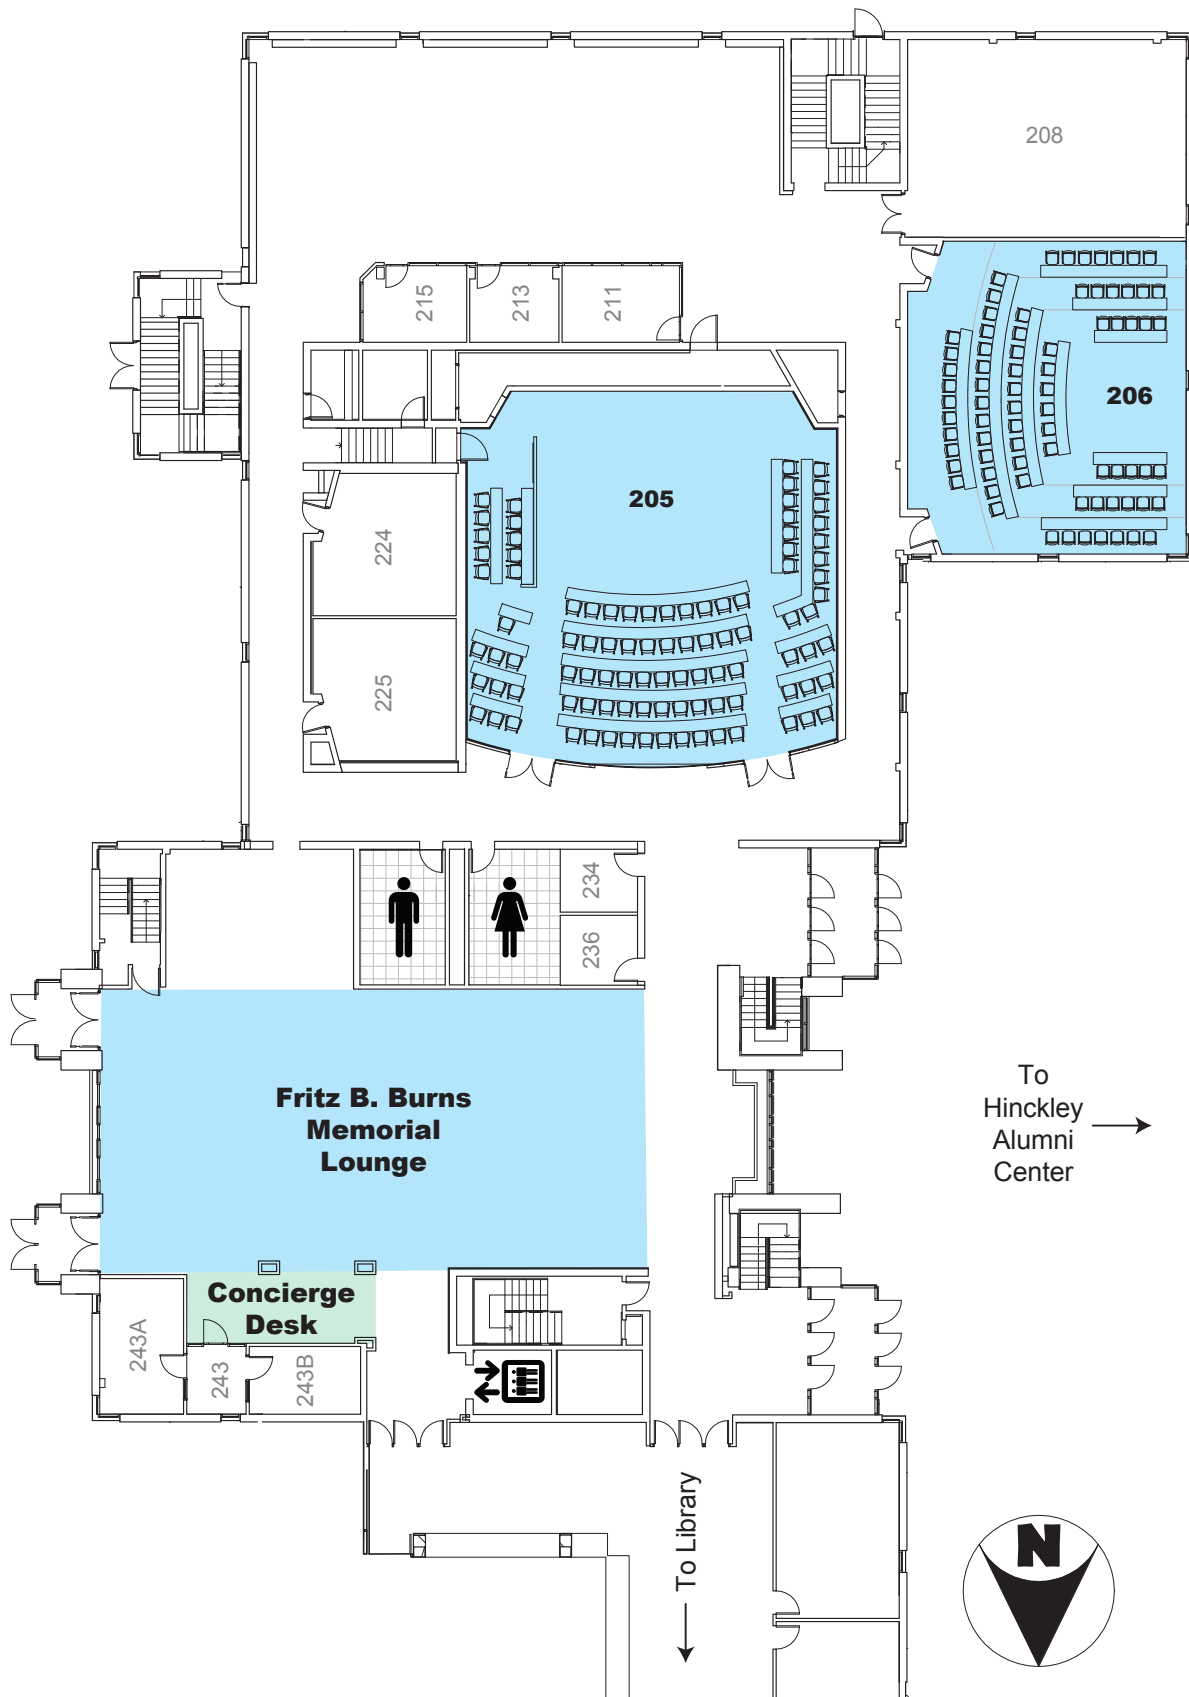 208
215
213
211
206
205
224
225
234
236
To
Hinckley
Alumni
Center
Fritz B. Burns
Memorial
Lounge
Concierge
Desk
243A
243
243B
To Library
N